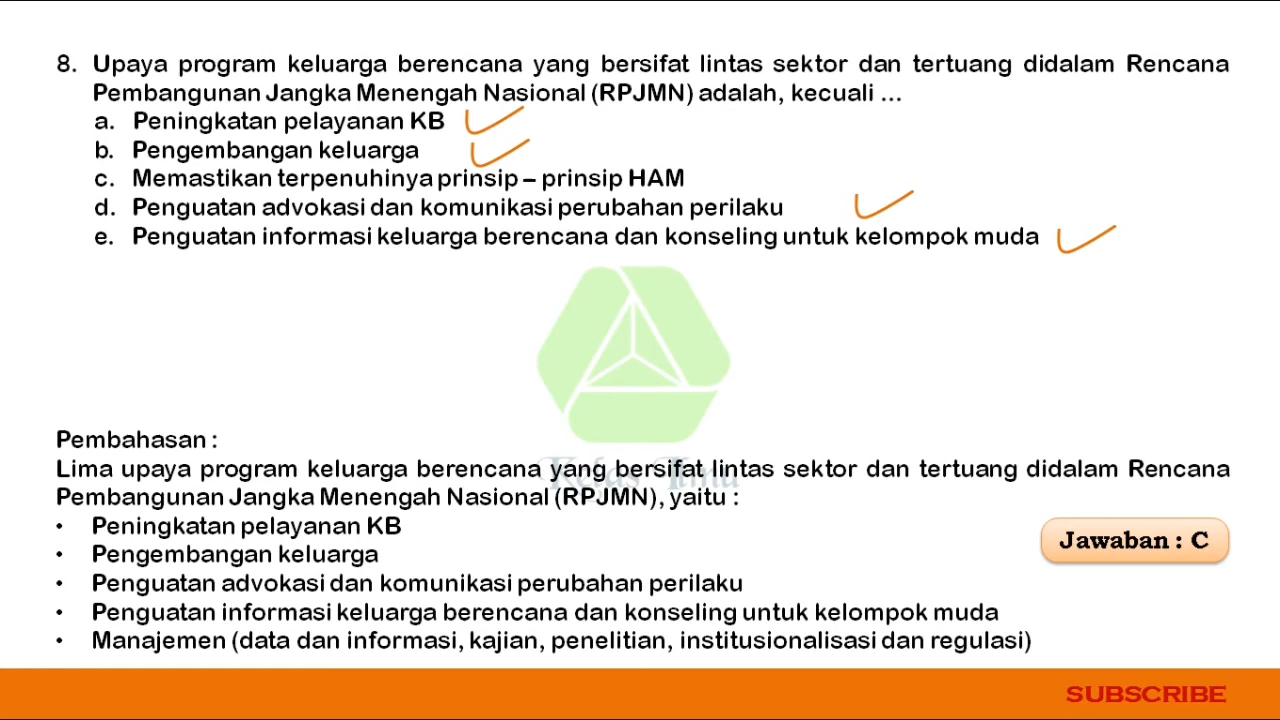 8. Upaya program keluarga berencana yang bersifat lintas sektor dan tertuang didalam Rencana
Pembangunan Jangka Menengah Nasional (RPJMN) adalah, kecuali ...
a. Peningkatan pelayanan KB
b. Pengembangan keluarga
c. Memastikan terpenuhinya prinsip – prinsip HAM
d. Penguatan advokasi dan komunikasi perubahan perilaku
e. Penguatan informasi keluarga berencana dan konseling untuk kelompok muda
Pembahasan :
Kelas Ilmu
Lima upaya program keluarga berencana yang bersifat lintas sektor dan tertuang didalam Rencana
Pembangunan Jangka Menengah Nasional (RPJMN), yaitu :
• Peningkatan pelayanan KB
• Pengembangan keluarga
• Penguatan advokasi dan komunikasi perubahan perilaku
• Penguatan informasi keluarga berencana dan konseling untuk kelompok muda
• Manajemen (data dan informasi, kajian, penelitian, institusionalisasi dan regulasi)
Jawaban : C
SUBSCRIBE